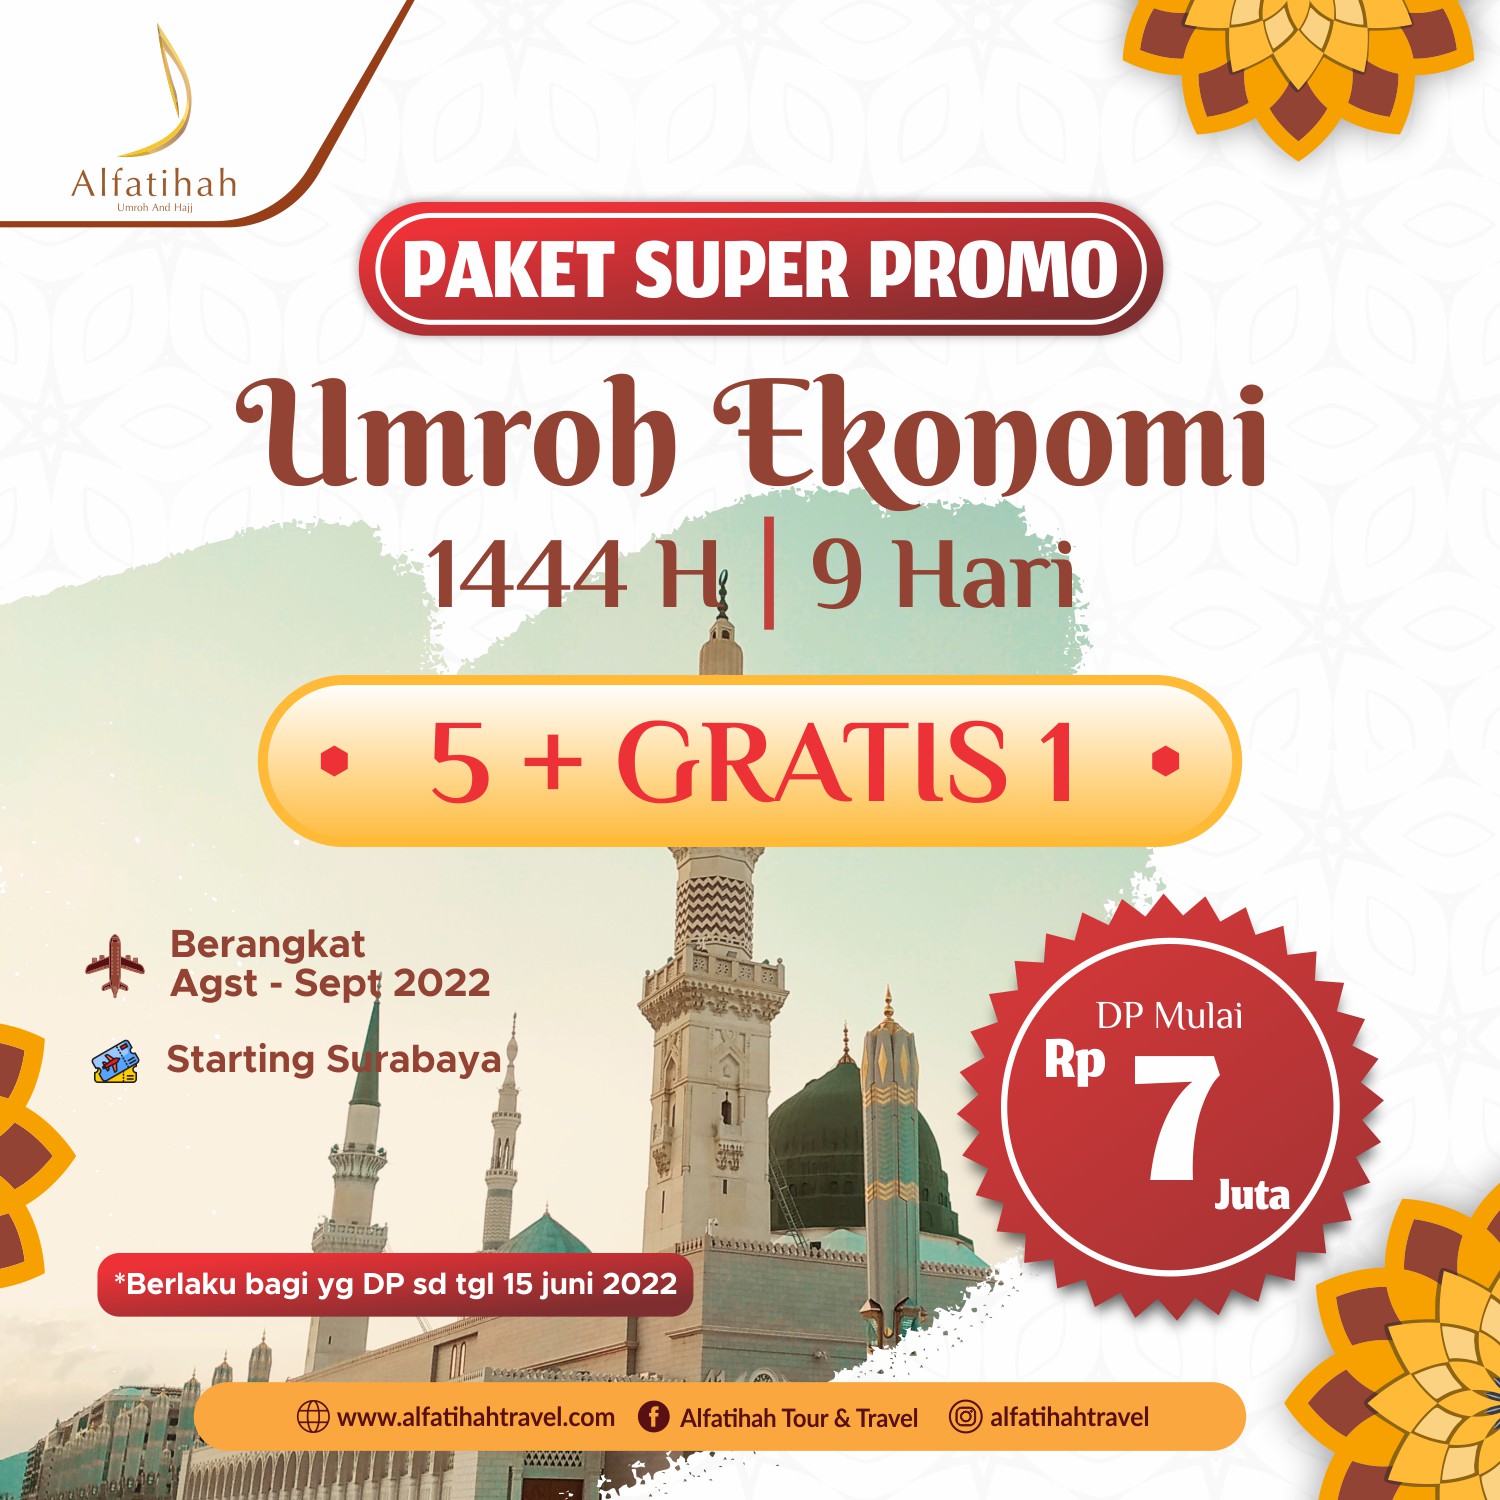 Alfatihah
Umroh And Hajj
PAKET SUPER PROMO
Umroh Ekonomi
1444 H | 9 Hari
5 + GRATIS 1
Berangkat
Agst - Sept 2022
Starting Surabaya
DP Mulai
Rp
7
Juta
*Berlaku bagi yg DP sd tgl 15 juni 2022
www.alfatihahtravel.com Alfatihah Tour & Travel alfatihahtravel